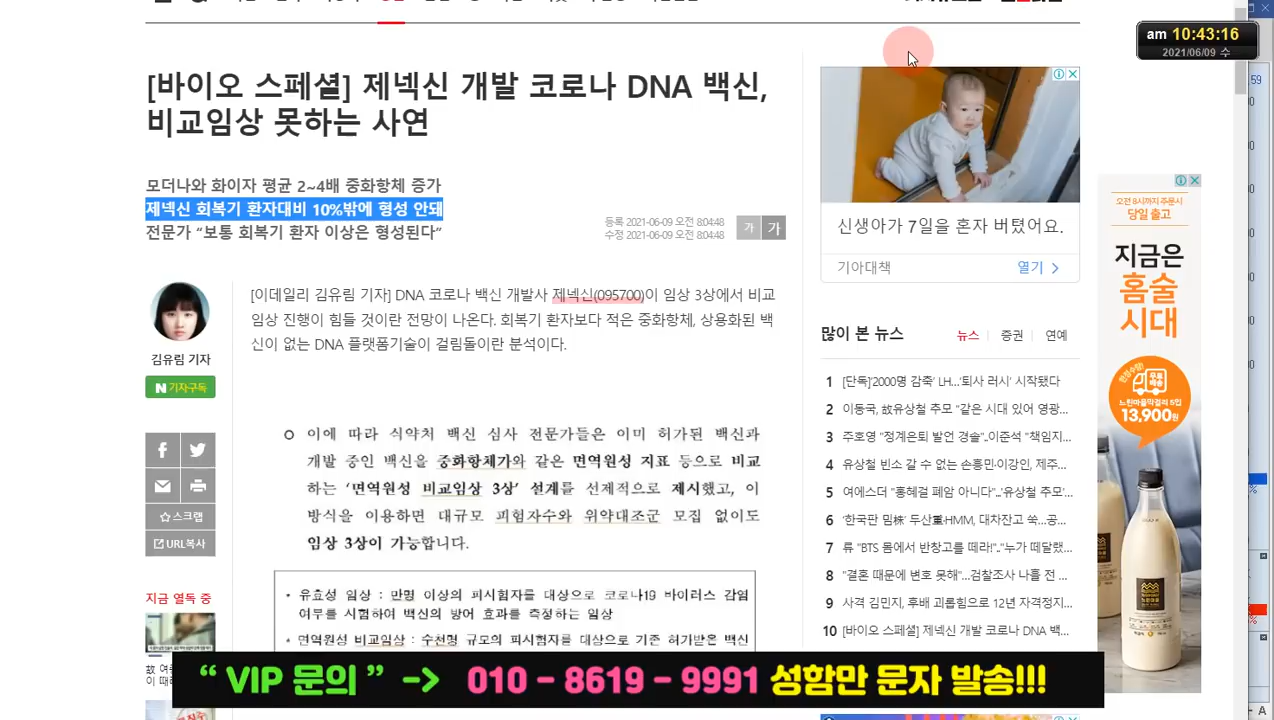 am 10:43:16
2021/06/09 수
[바이오 스페셜] 제넥신 개발 코로나 DNA 백신,
비교임상 못하는 사연
모더나와 화이자 평균 2~4배 중화항체 증가
제넥신 회복기 환자대비 10%밖에 형성 안돼
전문가 “보통 회복기 환자 이상은 형성된다”
등록 2021-06-09 오전 8:04:48
수정 2021-06-09 오전 8:04:48
가 가
김유림 기자
N 기자구독
스크랩
URL복사
지금 열독 중
[이데일리 김유림 기자] DNA 코로나 백신 개발사 제넥신(095700)이 임상 3상에서 비교
임상 진행이 힘들 것이란 전망이 나온다. 회복기 환자보다 적은 중화항체, 상용화된 백
신이 없는 DNA 플랫폼기술이 걸림돌이란 분석이다.
○ 이에 따라 식약처 백신 심사 전문가들은 이미 허가된 백신과
개발 중인 백신을 중화항체가와 같은 면역원성 지표 등으로 비교
하는 ‘면역원성 비교임상 3상’ 설계를 선제적으로 제시했고, 이
방식을 이용하면 대규모 피험자수와 위약대조군 모집 없이도
임상 3상이 가능합니다.
* 유효성 임상 : 만명 이상의 피시험자를 대상으로 코로나19 바이러스 감염
여부를 시험하여 백신의 방어 효과를 측정하는 임상
* 면역원성 비교임상 : 수천명 규모의 피시험자를 대상으로 기존 허가받은 백신
신생아가 7일을 혼자 버텼어요.
기아대책
열기 >
많이 본 뉴스
뉴스 증권 연예
1 [단독]'2000명 감축' LH…'퇴사 러시' 시작됐다
2 이동국, 故유상철 추모 "같은 시대 있어 영광...
3 주호영 "정계은퇴 발언 경솔"..이준석 "책임지...
4 유상철 빈소 갈 수 없는 손흥민·이강인, 제주...
5 여에스더 "홍혜걸 폐암 아니다"…'유상철 추모'...
6 '한국판 밈株' 두산重·HMM, 대차잔고 쑥…공...
7 류 "BTS 몸에서 반창고를 떼라!".."누가 떼달랬...
8 "결혼 때문에 변호 못해"…검찰조사 나흘 전 ...
9 사격 김민지, 후배 괴롭힘으로 12년 자격정지...
10 [바이오 스페셜] 제넥신 개발 코로나 DNA 백...
오전 8시까지 주문시
당일 출고
지금은
홈술
시대
한정수량!
무료배송
느린마을막걸리 5입
13,900원
“ VIP 문의 ” -> 010 - 8619 - 9991 성함만 문자 발송!!!